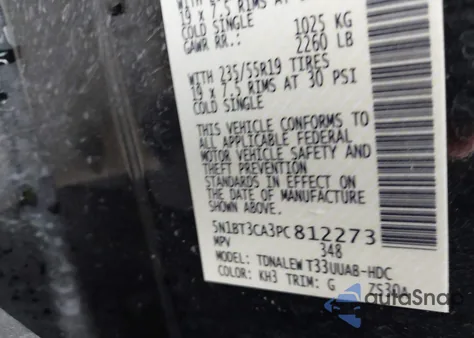 19 x 7.5 RIMS AT
COLD SINGLE
1025 KG
GAWR RR: 2260 LB
WITH 235/55R19 TIRES
19 x 7.5 RIMS AT 30 PSI
COLD SINGLE
THIS VEHICLE CONFORMS TO
ALL APPLICABLE FEDERAL
MOTOR VEHICLE SAFETY AND
THEFT PREVENTION
STANDARDS IN EFFECT ON
THE DATE OF MANUFACTURE
SHOWN ABOVE.
5N1BT3CA3PC812273
MPV 348
MODEL: TDNALEW T33UUAB-HDC
COLOR: KH3 TRIM: G ZS30A
autaSnap